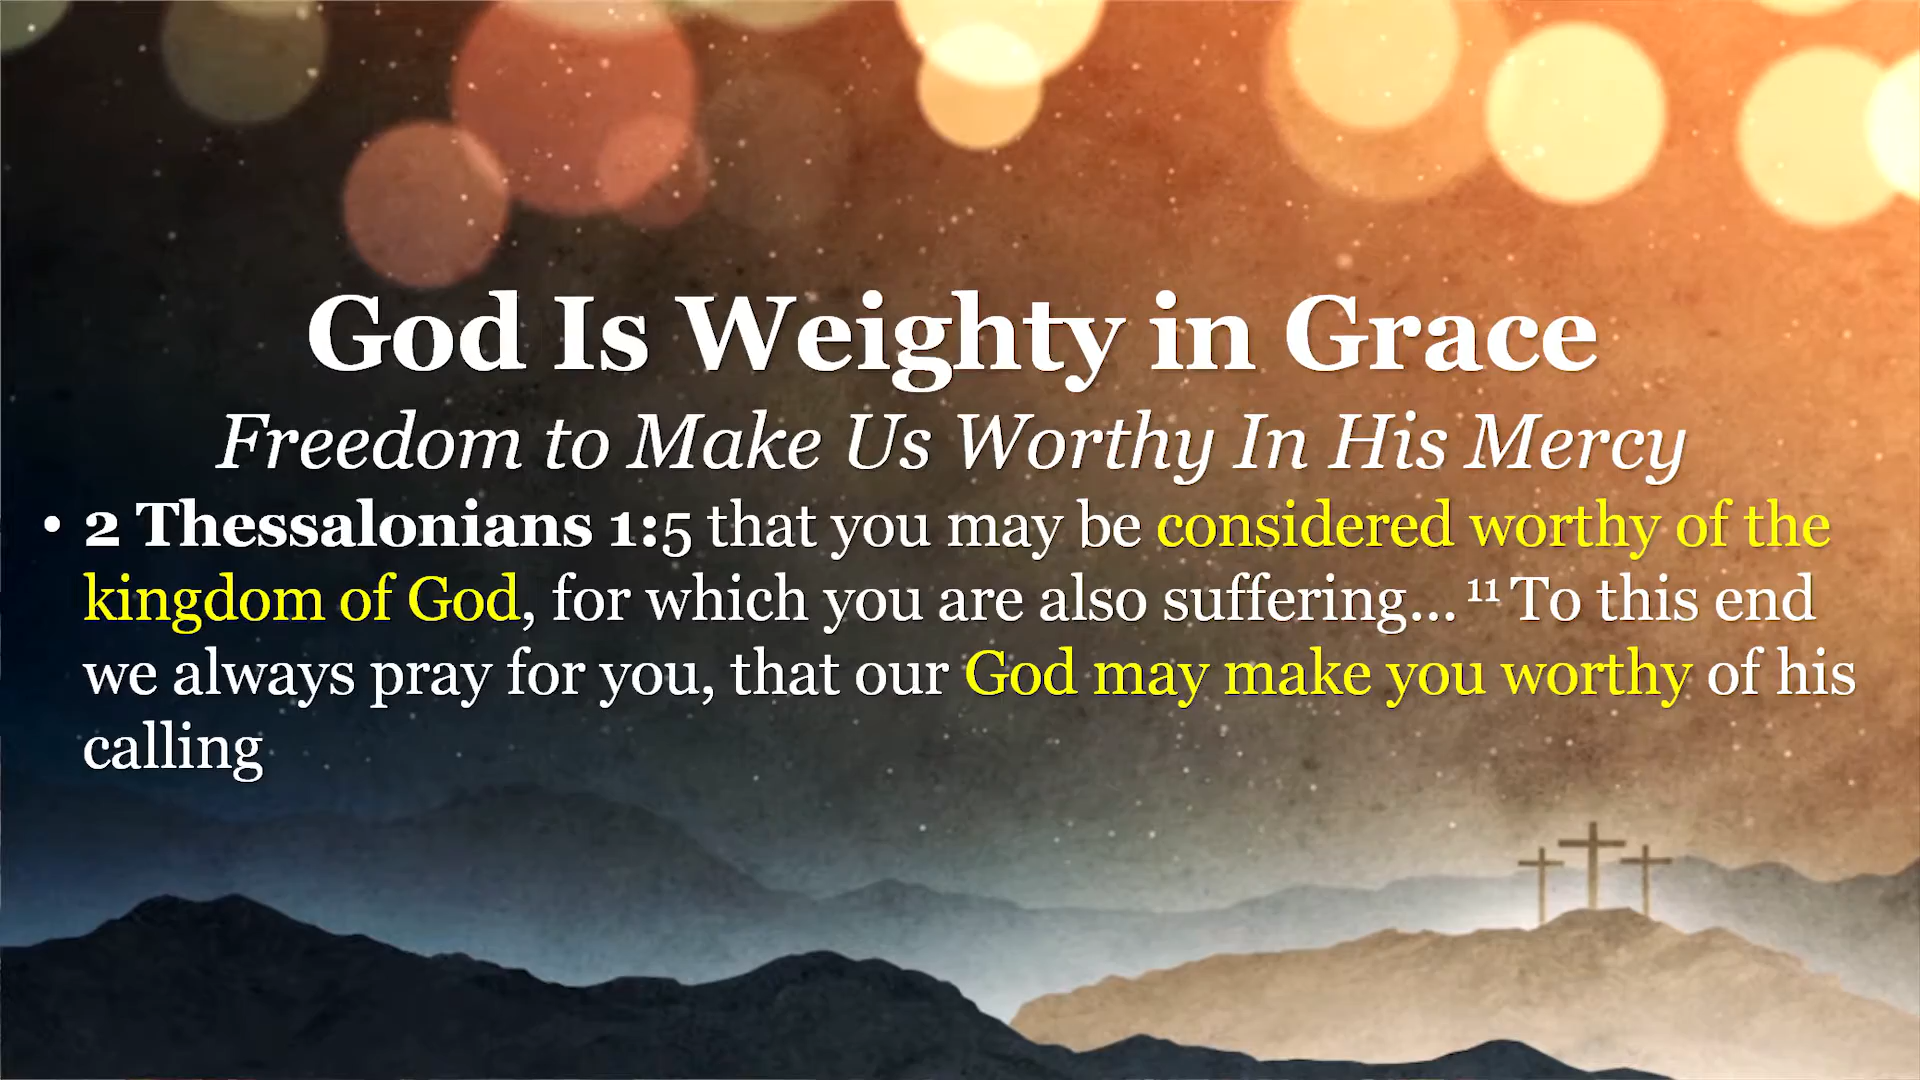 God Is Weighty in Grace
Freedom to Make Us Worthy In His Mercy
• 2 Thessalonians 1:5 that you may be considered worthy of the
kingdom of God, for which you are also suffering... ¹¹ To this end
we always pray for you, that our God may make you worthy of his
calling